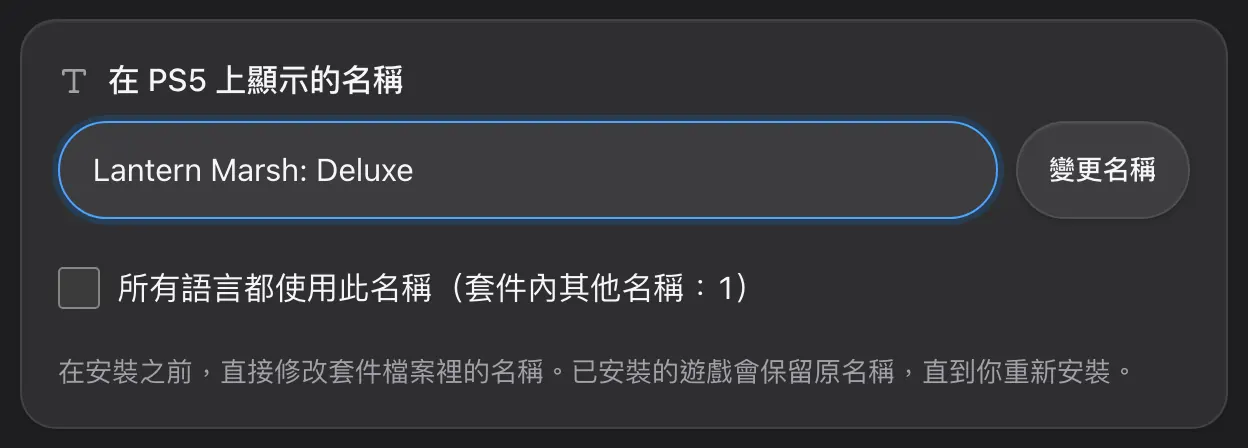 在 PS5 上顯示的名稱
Lantern Marsh: Deluxe
變更名稱
所有語言都使用此名稱（套件內其他名稱：1）
在安裝之前，直接修改套件檔案裡的名稱。已安裝的遊戲會保留原名稱，直到你重新安裝。